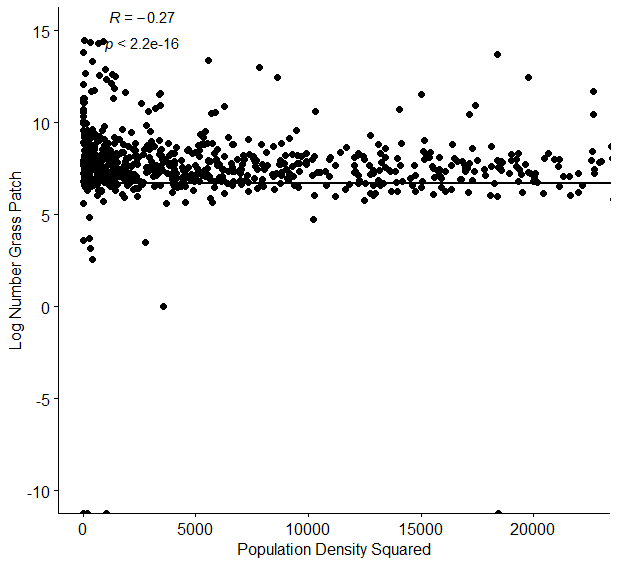 R = −0.27
p < 2.2e-16
15
10
5
0
-5
-10
Log Number Grass Patch
0 5000 10000 15000 20000
Population Density Squared